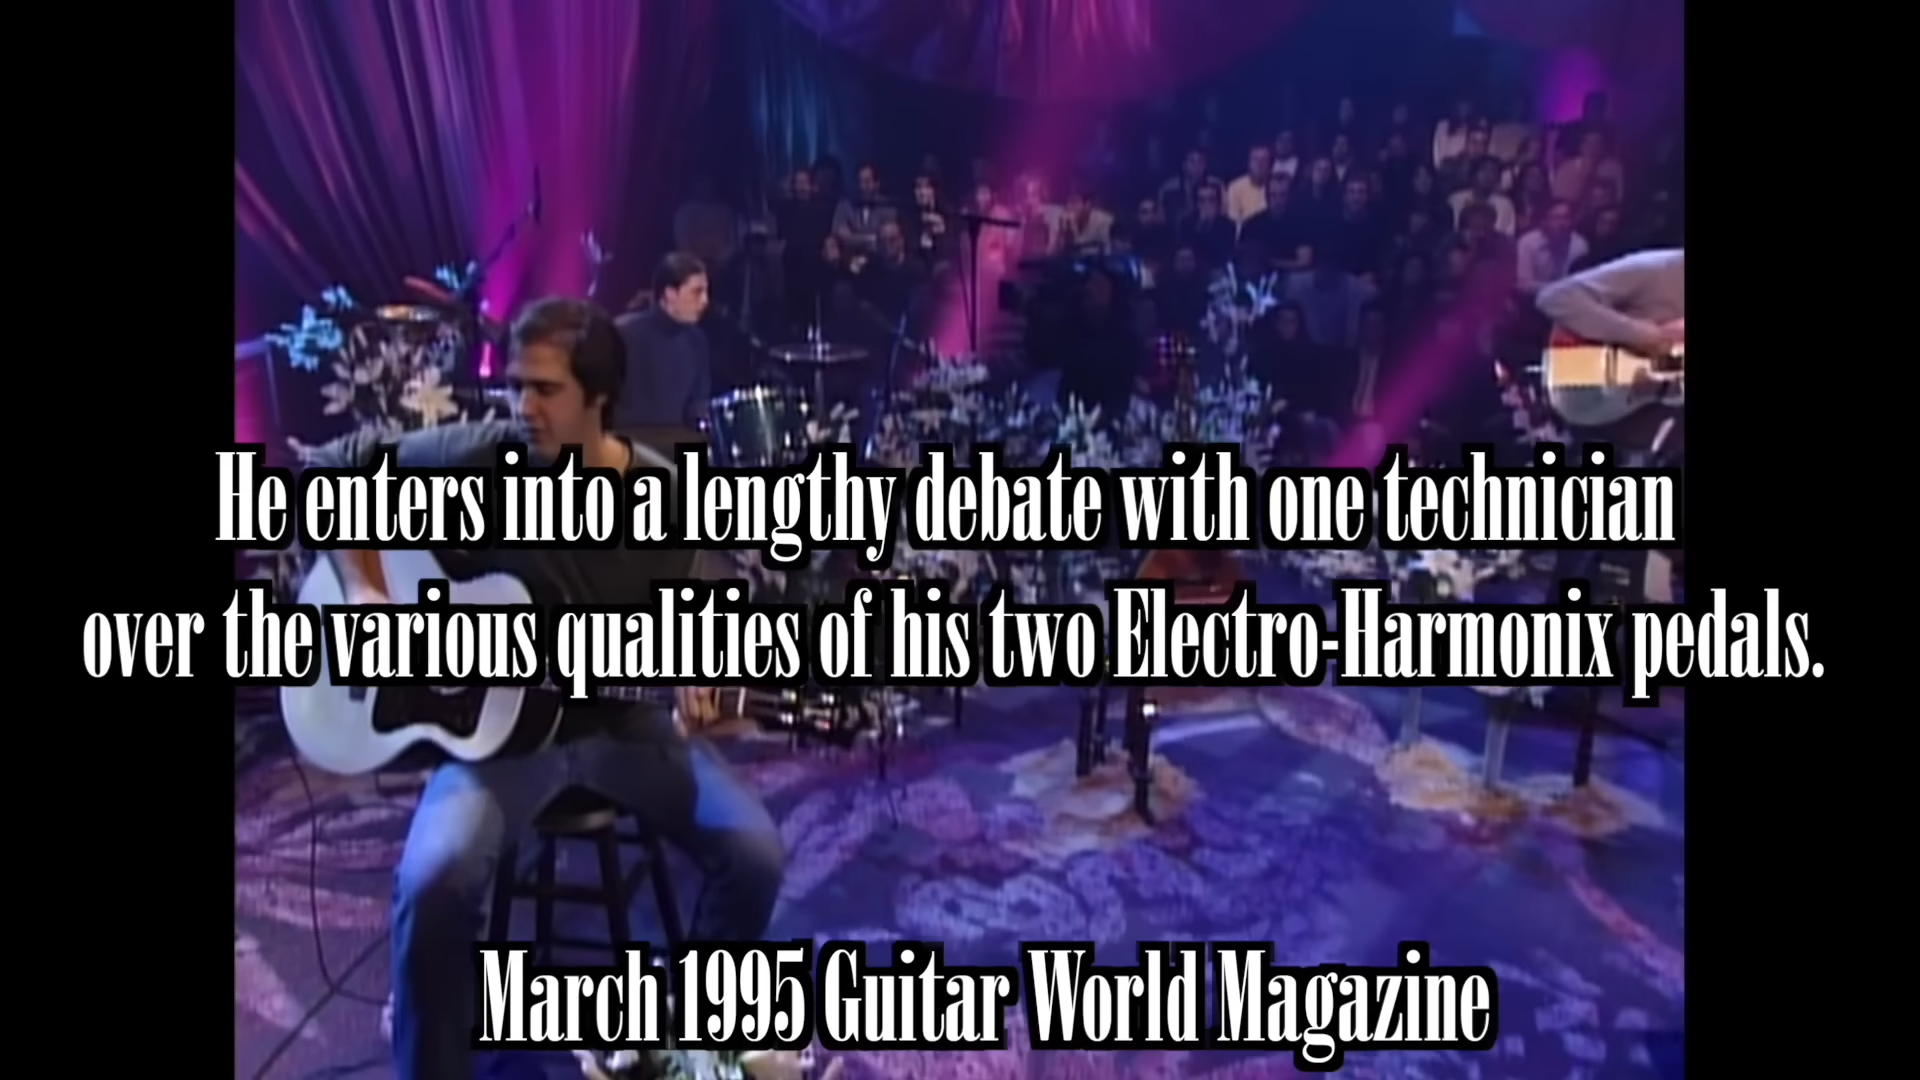 He enters into a lengthy debate with one technician
over the various qualities of his two Electro-Harmonix pedals.
March 1995 Guitar World Magazine